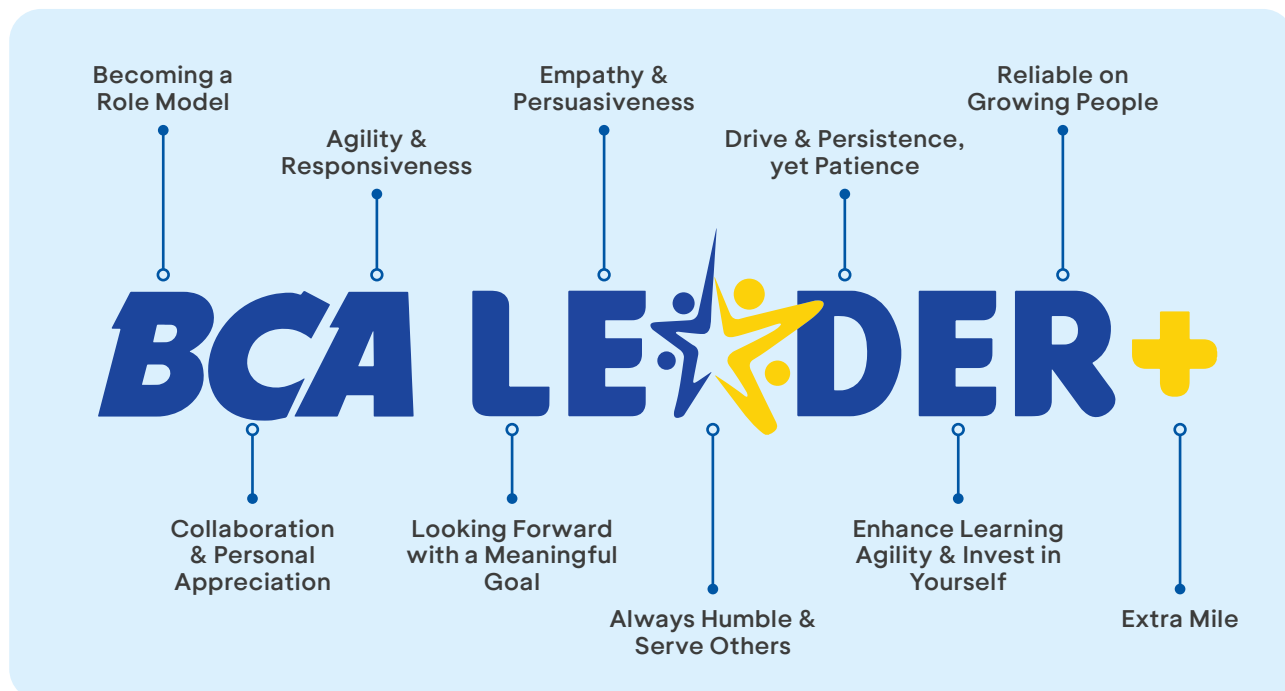 Becoming a
Role Model
Agility &
Responsiveness
Empathy &
Persuasiveness
Drive & Persistence,
yet Patience
Reliable on
Growing People
BCA LEADER+
Collaboration
& Personal
Appreciation
Looking Forward
with a Meaningful
Goal
Always Humble &
Serve Others
Enhance Learning
Agility & Invest in
Yourself
Extra Mile